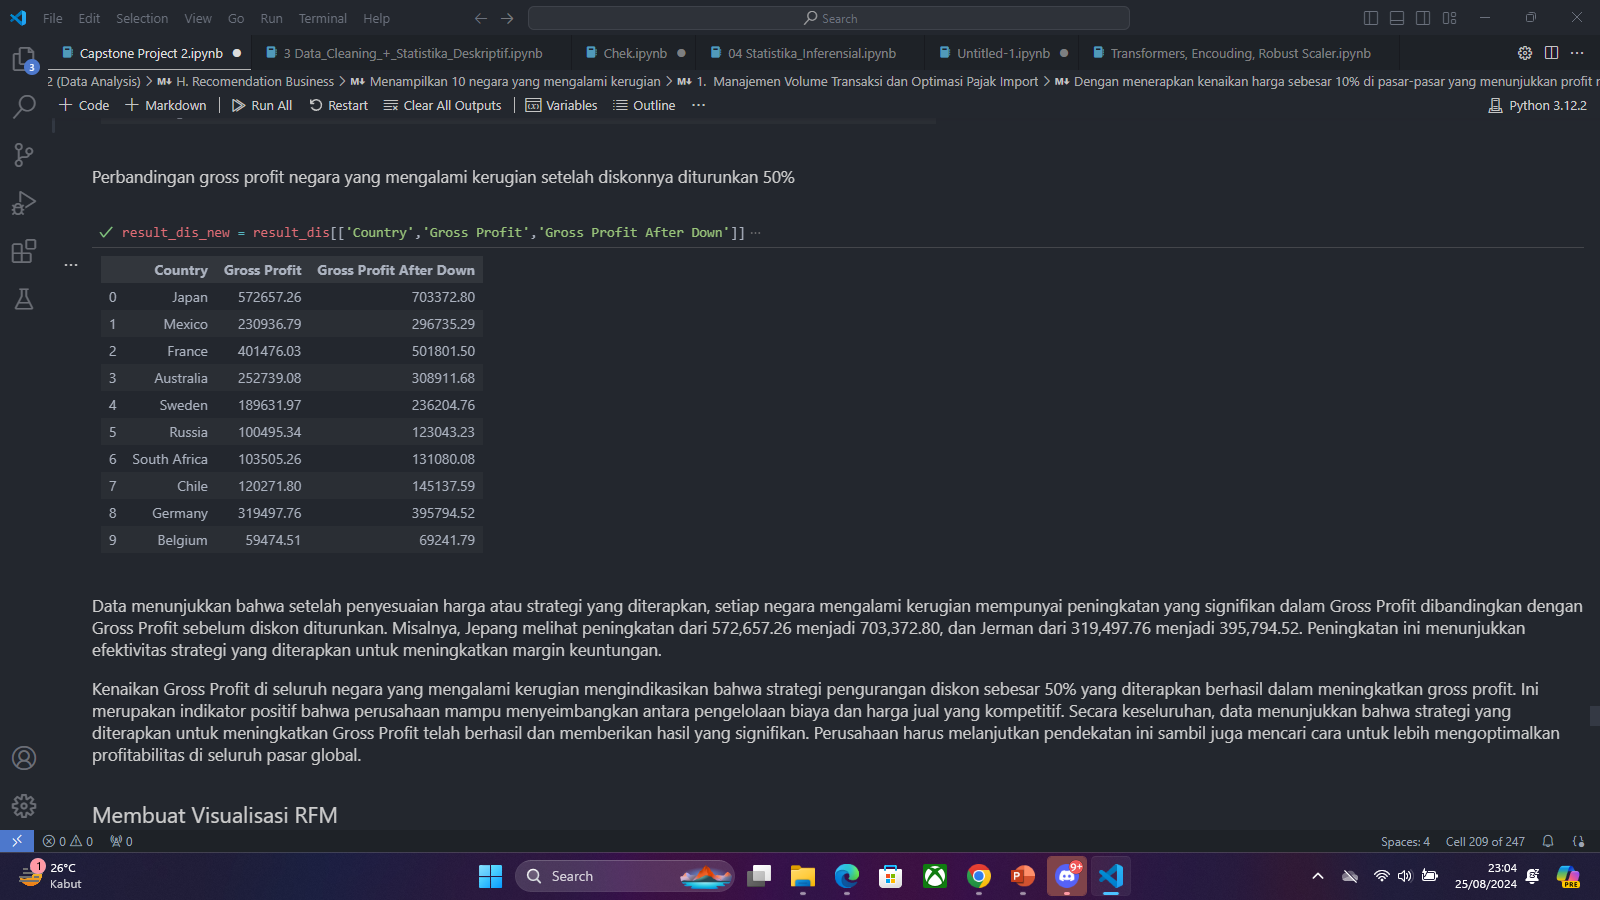 File Edit Selection View Go Run Terminal Help Search
Capstone Project 2.ipynb 3 Data_Cleaning_+_Statistika_Deskriptif.ipynb Chek.ipynb 04 Statistika_Inferensial.ipynb Untitled-1.ipynb Transformers, Encouding, Robust Scaler.ipynb
2 (Data Analysis) > H. Recomendation Business > Menampilkan 10 negara yang mengalami kerugian > 1. Manajemen Volume Transaksi dan Optimasi Pajak Import > Dengan menerapkan kenaikan harga sebesar 10% di pasar-pasar yang menunjukkan profit r
Code Markdown Run All Restart Clear All Outputs Variables Outline ... Python 3.12.2
3
Perbandingan gross profit negara yang mengalami kerugian setelah diskonnya diturunkan 50%
result_dis_new = result_dis[['Country','Gross Profit','Gross Profit After Down']] ...
Country Gross Profit Gross Profit After Down
0 Japan 572657.26 703372.80
1 Mexico 230936.79 296735.29
2 France 401476.03 501801.50
3 Australia 252739.08 308911.68
4 Sweden 189631.97 236204.76
5 Russia 100495.34 123043.23
6 South Africa 103505.26 131080.08
7 Chile 120271.80 145137.59
8 Germany 319497.76 395794.52
9 Belgium 59474.51 69241.79
Data menunjukkan bahwa setelah penyesuaian harga atau strategi yang diterapkan, setiap negara mengalami kerugian mempunyai peningkatan yang signifikan dalam Gross Profit dibandingkan dengan
Gross Profit sebelum diskon diturunkan. Misalnya, Jepang melihat peningkatan dari 572,657.26 menjadi 703,372.80, dan Jerman dari 319,497.76 menjadi 395,794.52. Peningkatan ini menunjukkan
efektivitas strategi yang diterapkan untuk meningkatkan margin keuntungan.
Kenaikan Gross Profit di seluruh negara yang mengalami kerugian mengindikasikan bahwa strategi pengurangan diskon sebesar 50% yang diterapkan berhasil dalam meningkatkan gross profit. Ini
merupakan indikator positif bahwa perusahaan mampu menyeimbangkan antara pengelolaan biaya dan harga jual yang kompetitif. Secara keseluruhan, data menunjukkan bahwa strategi yang
diterapkan untuk meningkatkan Gross Profit telah berhasil dan memberikan hasil yang signifikan. Perusahaan harus melanjutkan pendekatan ini sambil juga mencari cara untuk lebih mengoptimalkan
profitabilitas di seluruh pasar global.
Membuat Visualisasi RFM
0 0 0 Spaces: 4 Cell 209 of 247
1 26°C Search 9+ 23:04
Kabut 25/08/2024 PRE